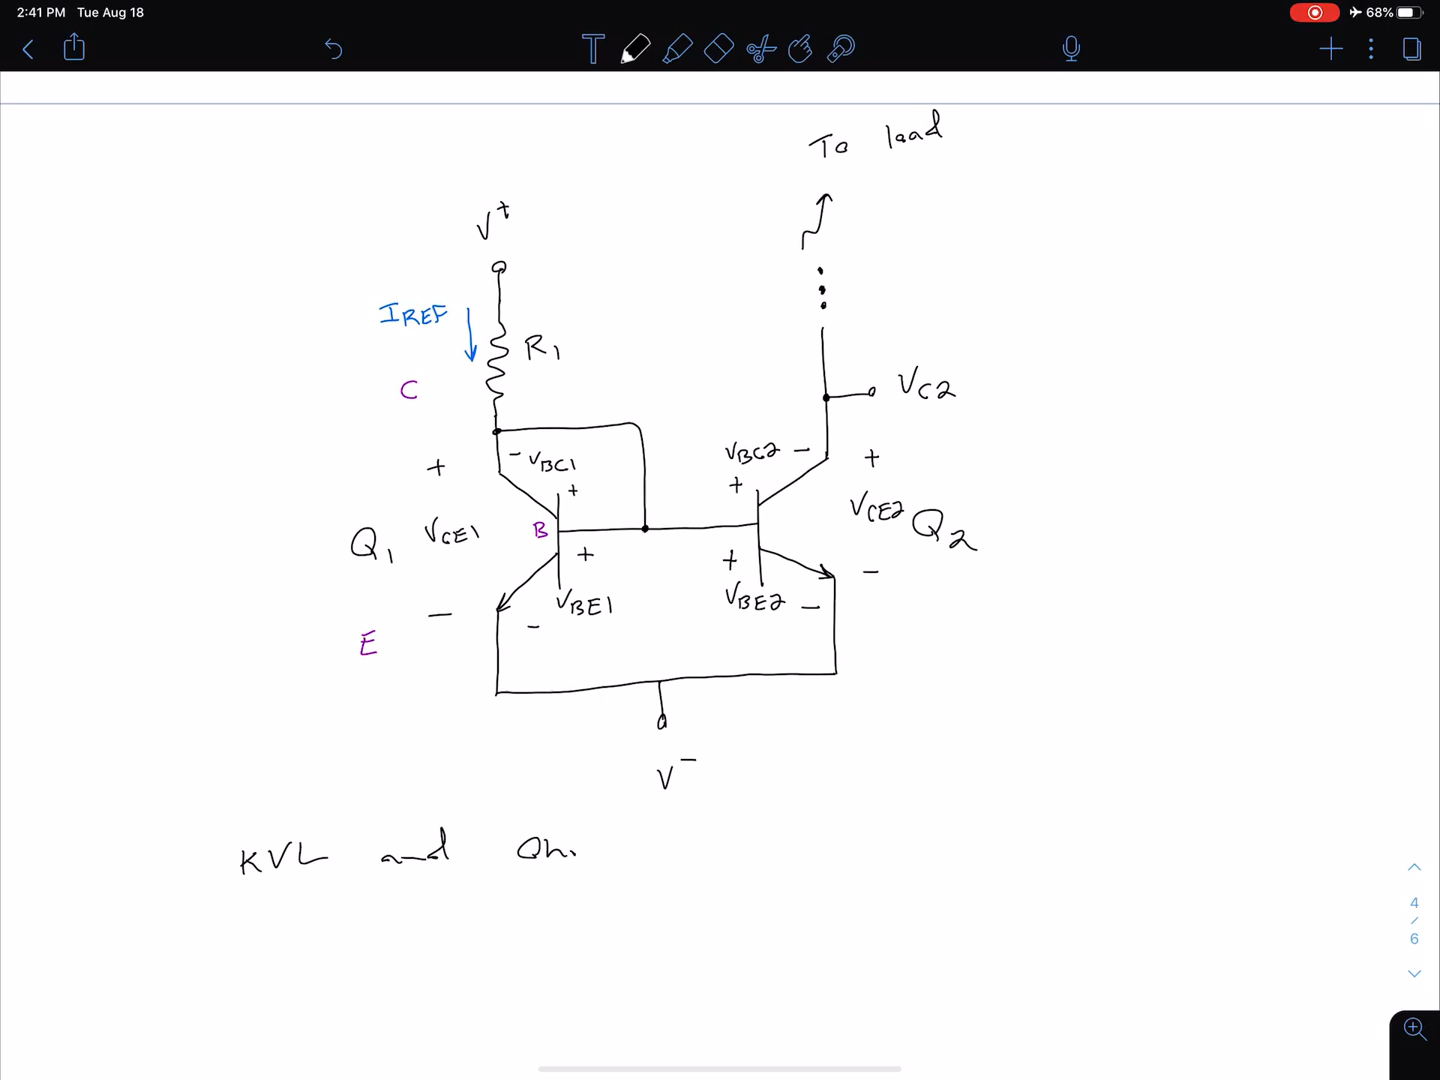 2:41 PM Tue Aug 18
68%
T
To load
V+
IREF
R1
C
VC2
- VBC1
VBC2 -
+
+
+
+
B
Q1
VCE1
VCE2
Q2
+
+
-
VBE1
VBE2 -
-
-
E
V-
KVL and Oh.
4
/
6